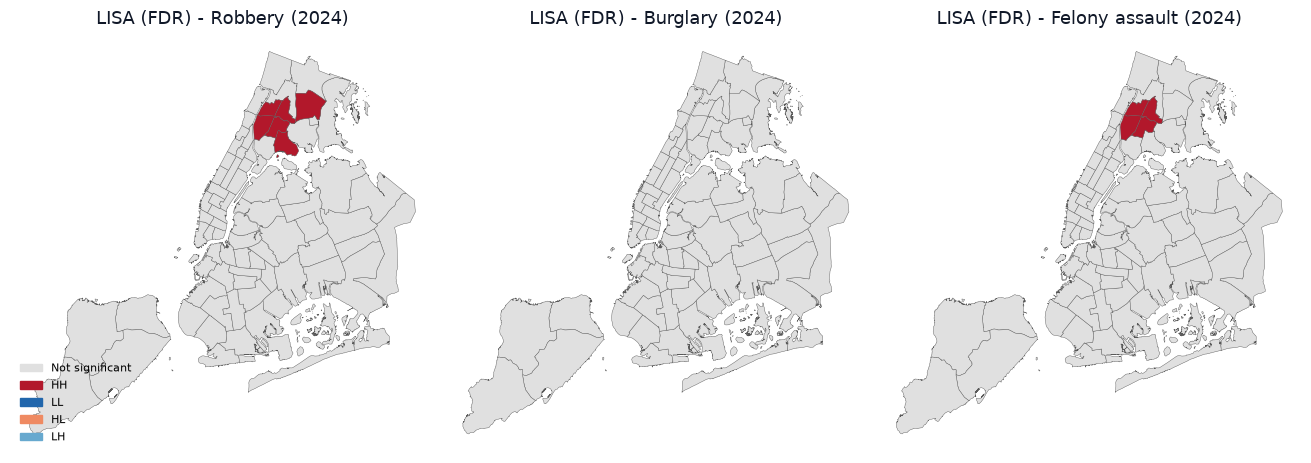 LISA (FDR) - Robbery (2024)
LISA (FDR) - Burglary (2024)
LISA (FDR) - Felony assault (2024)
Not significant
HH
LL
HL
LH